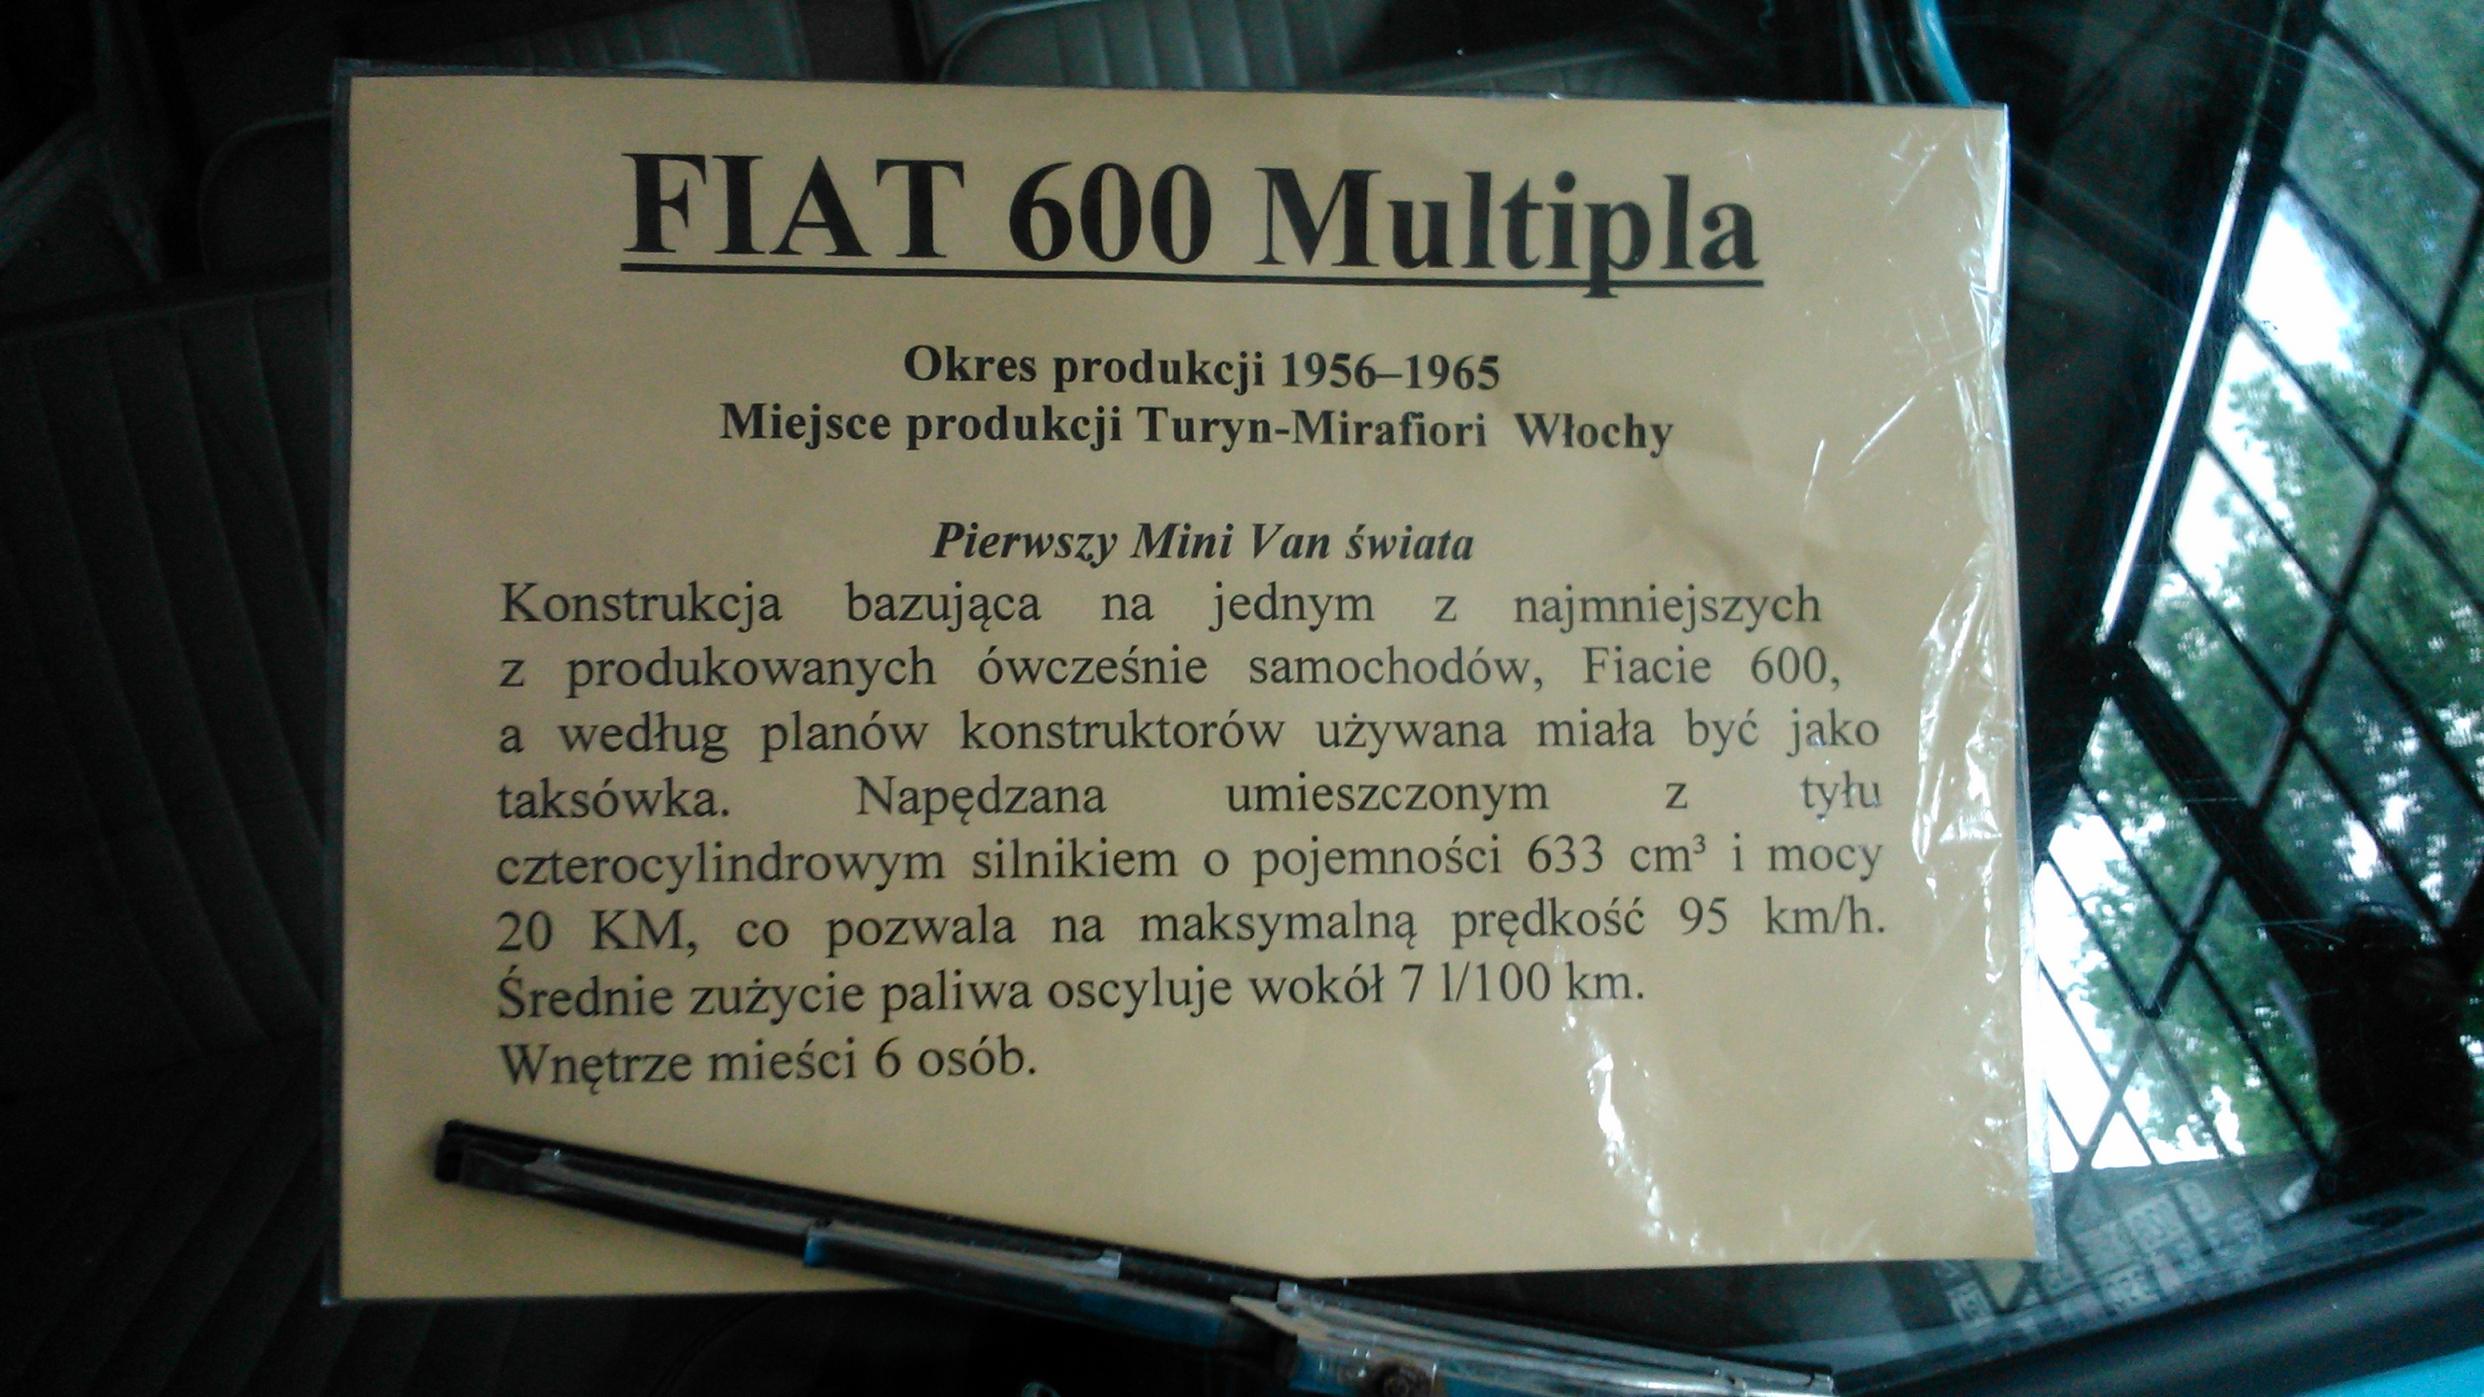 FIAT 600 Multipla
Okres produkcji 1956–1965
Miejsce produkcji Turyn-Mirafiori Włochy
Pierwszy Mini Van świata
Konstrukcja bazująca na jednym z najmniejszych
z produkowanych ówcześnie samochodów, Fiacie 600,
a według planów konstruktorów używana miała być jako
taksówka. Napędzana umieszczonym z tyłu
czterocylindrowym silnikiem o pojemności 633 cm³ i mocy
20 KM, co pozwala na maksymalną prędkość 95 km/h.
Średnie zużycie paliwa oscyluje wokół 7 l/100 km.
Wnętrze mieści 6 osób.